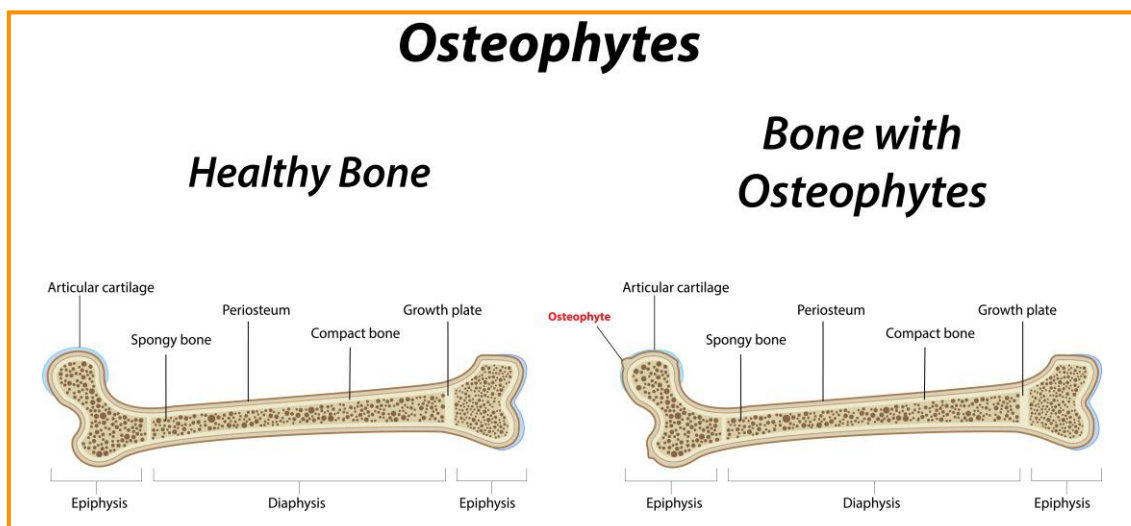 Osteophytes
Healthy Bone
Articular cartilage
Periosteum
Growth plate
Spongy bone
Compact bone
Epiphysis
Diaphysis
Epiphysis
Bone with
Osteophytes
Articular cartilage
Osteophyte
Periosteum
Growth plate
Spongy bone
Compact bone
Epiphysis
Diaphysis
Epiphysis